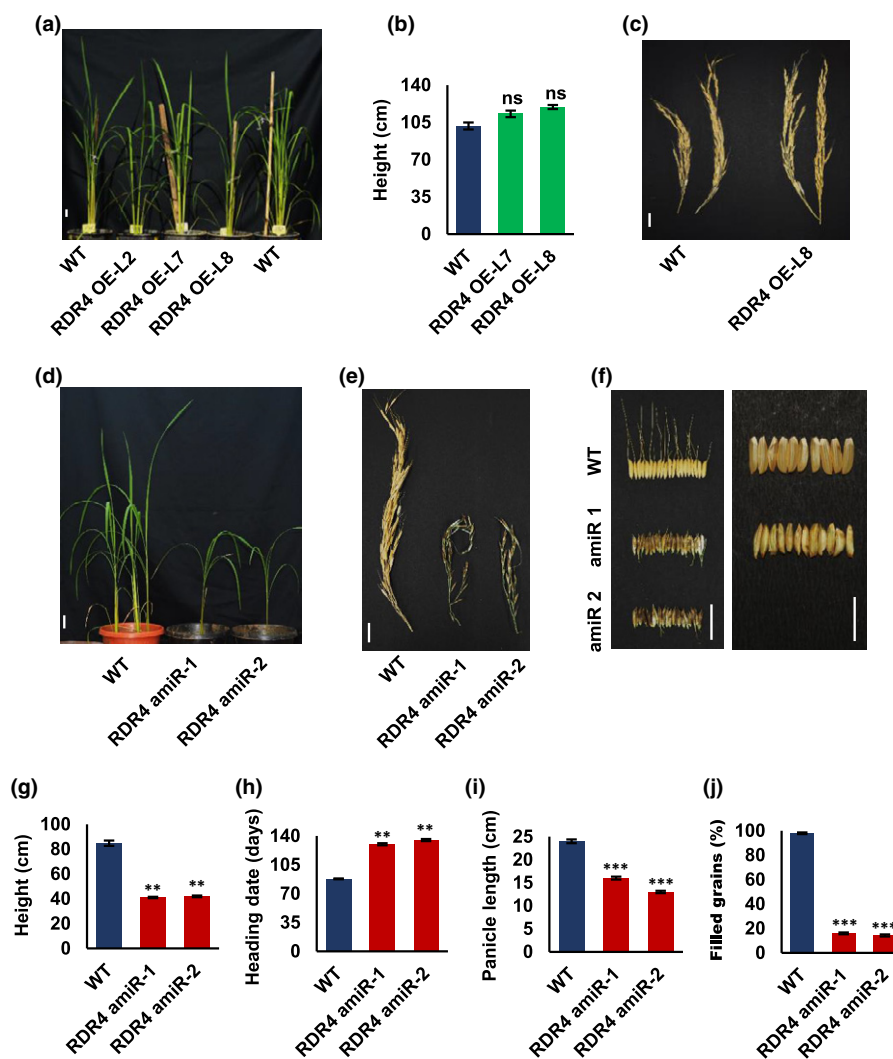 (a)
WT
RDR4 OE-L2
RDR4 OE-L7
RDR4 OE-L8
WT
(b)
Height (cm)
140
105
70
35
0
ns
ns
WT
RDR4 OE-L7
RDR4 OE-L8
(c)
WT
RDR4 OE-L8
(d)
WT
RDR4 amiR-1
RDR4 amiR-2
(e)
WT
RDR4 amiR-1
RDR4 amiR-2
(f)
WT
amiR 1
amiR 2
(g)
Height (cm)
100
80
60
40
20
0
**
**
WT
RDR4 amiR-1
RDR4 amiR-2
(h)
Heading date (days)
140
105
70
35
0
**
**
WT
RDR4 amiR-1
RDR4 amiR-2
(i)
Panicle length (cm)
25
20
15
10
5
0
***
***
WT
RDR4 amiR-1
RDR4 amiR-2
(j)
Filled grains (%)
100
80
60
40
20
0
***
***
WT
RDR4 amiR-1
RDR4 amiR-2